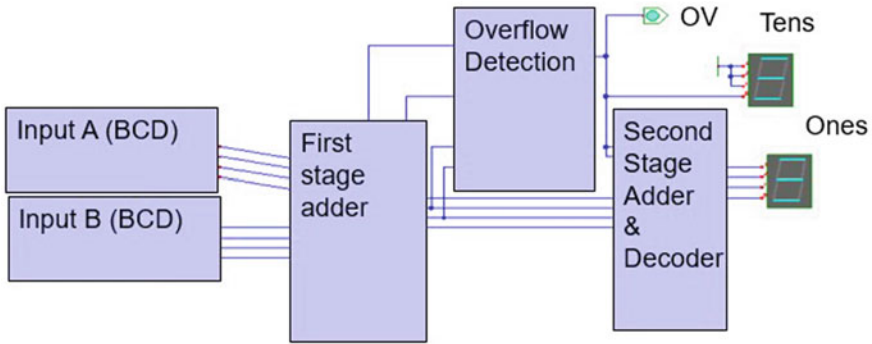 Overflow
Detection
OV
Tens
Input A (BCD)
First
stage
adder
Second
Stage
Adder
&
Decoder
Ones
Input B (BCD)